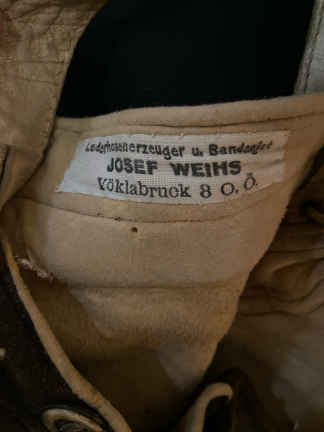 Lederhosenerzeuger u. Bandagist
JOSEF WEIHS
Vöklabruck 8 O. Ö.